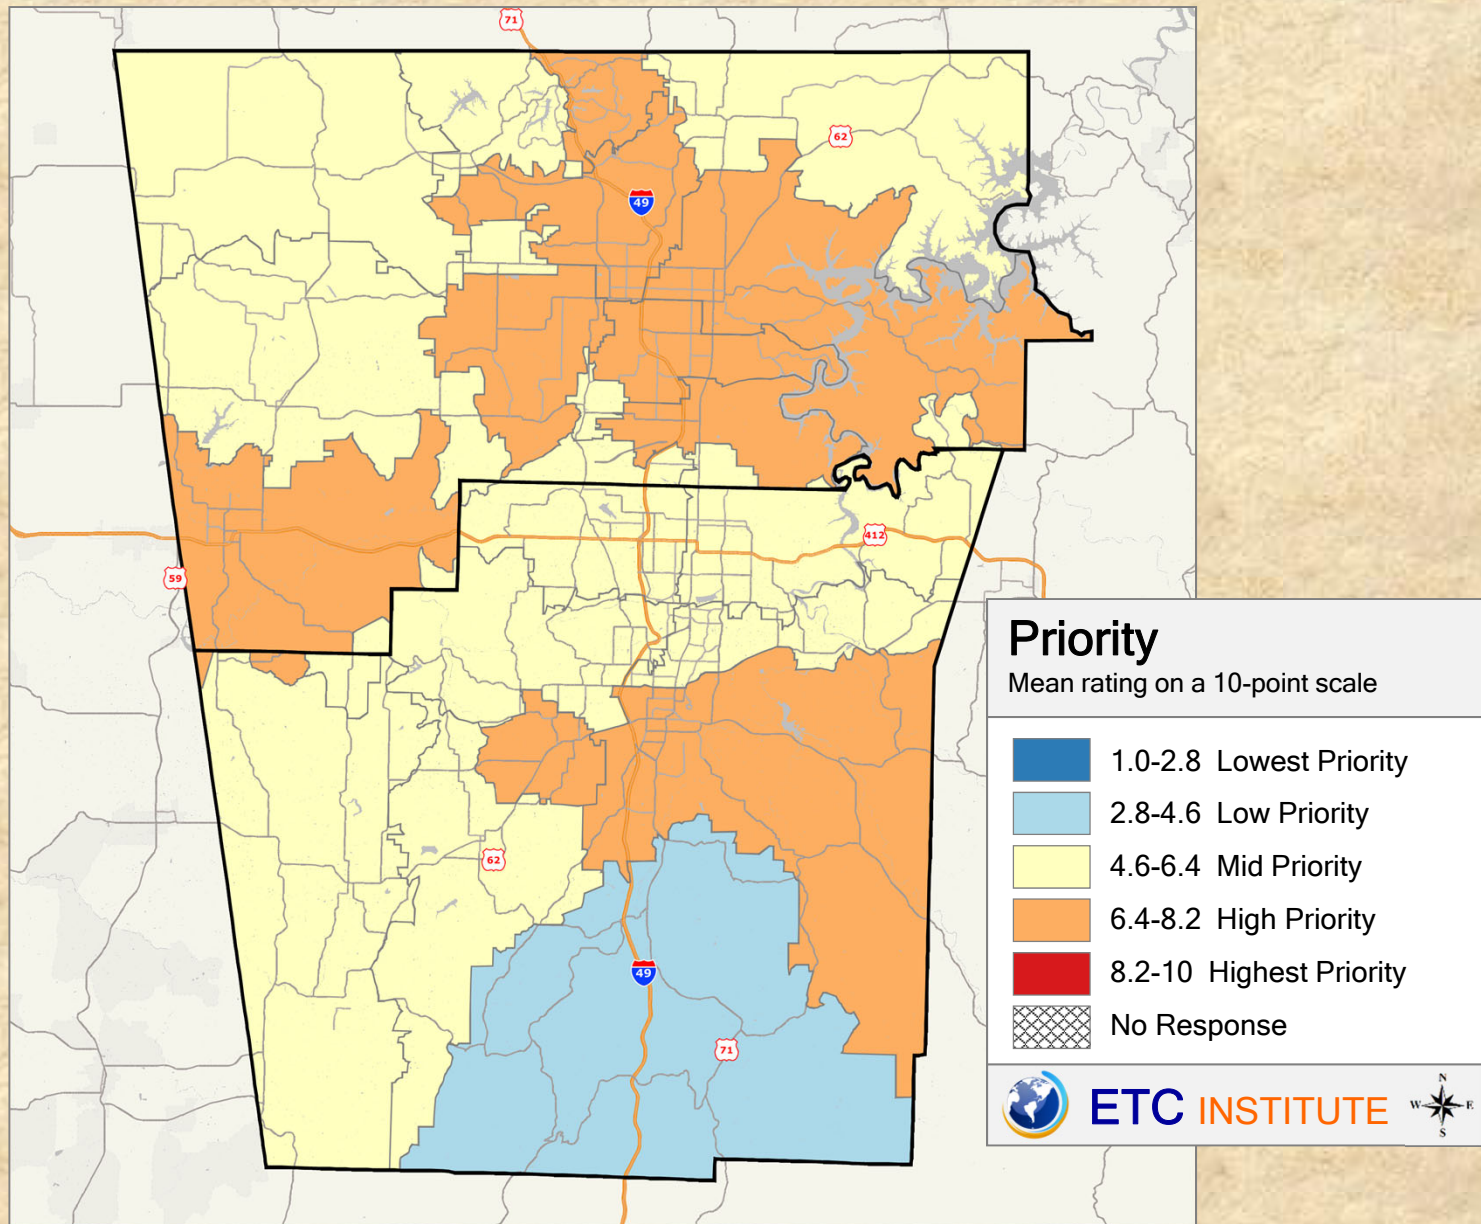 71
62
49
412
59
62
49
71
Priority
Mean rating on a 10-point scale
1.0-2.8 Lowest Priority
2.8-4.6 Low Priority
4.6-6.4 Mid Priority
6.4-8.2 High Priority
8.2-10 Highest Priority
No Response
ETC INSTITUTE
N
W E
S